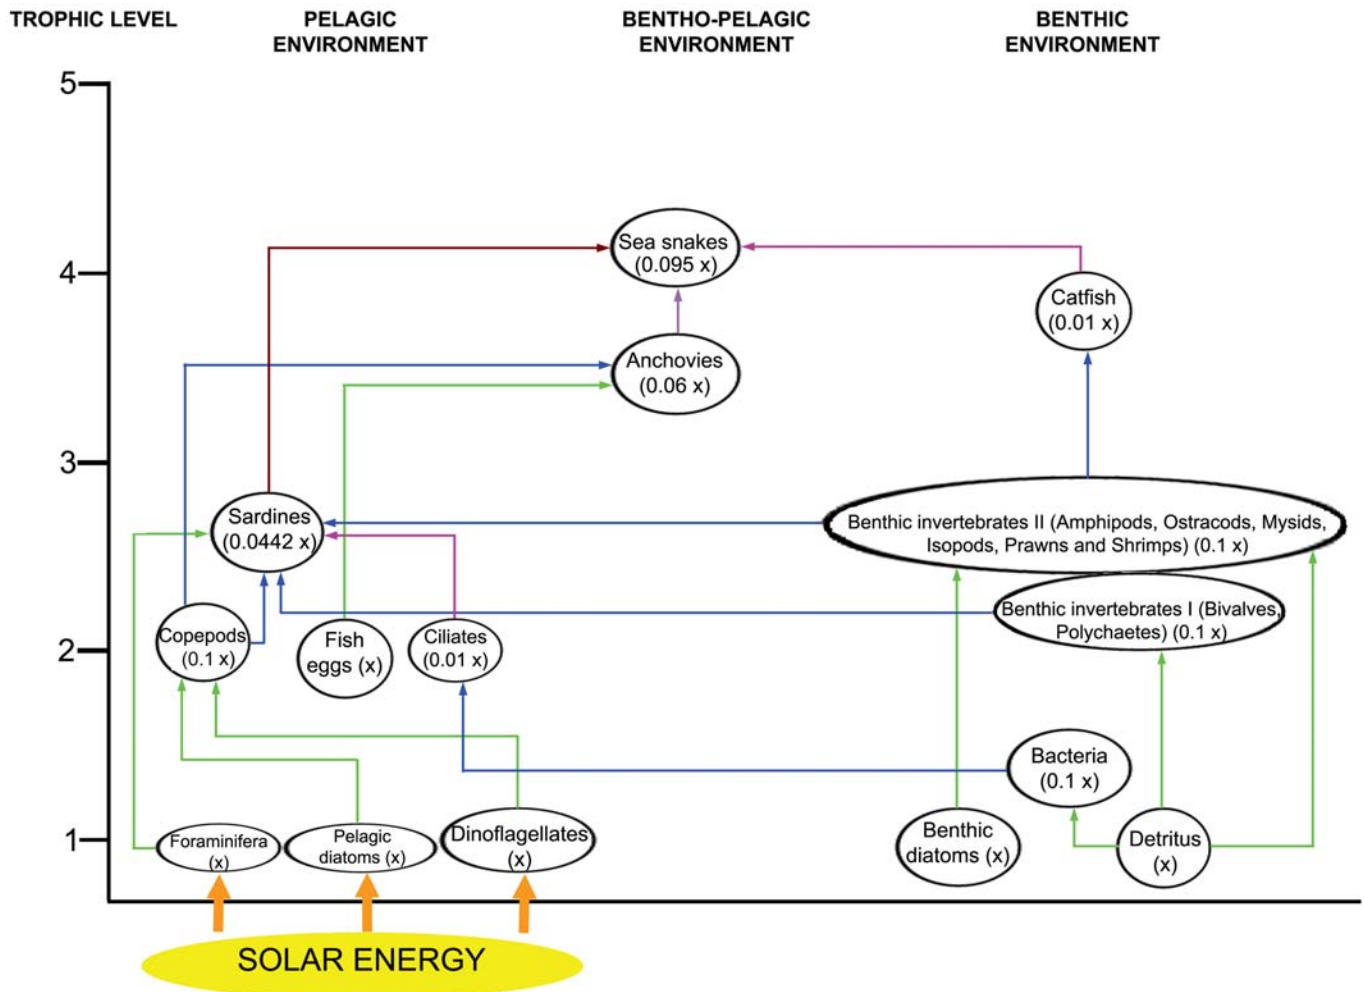 TROPHIC LEVEL
PELAGIC
ENVIRONMENT
BENTHO-PELAGIC
ENVIRONMENT
BENTHIC
ENVIRONMENT
5
4
3
2
1
Sea snakes
(0.095 x)
Catfish
(0.01 x)
Anchovies
(0.06 x)
Sardines
(0.0442 x)
Benthic invertebrates II (Amphipods, Ostracods, Mysids,
Isopods, Prawns and Shrimps) (0.1 x)
Benthic invertebrates I (Bivalves,
Polychaetes) (0.1 x)
Copepods
(0.1 x)
Fish
eggs (x)
Ciliates
(0.01 x)
Bacteria
(0.1 x)
Foraminifera
(x)
Pelagic
diatoms (x)
Dinoflagellates
(x)
Benthic
diatoms (x)
Detritus
(x)
SOLAR ENERGY